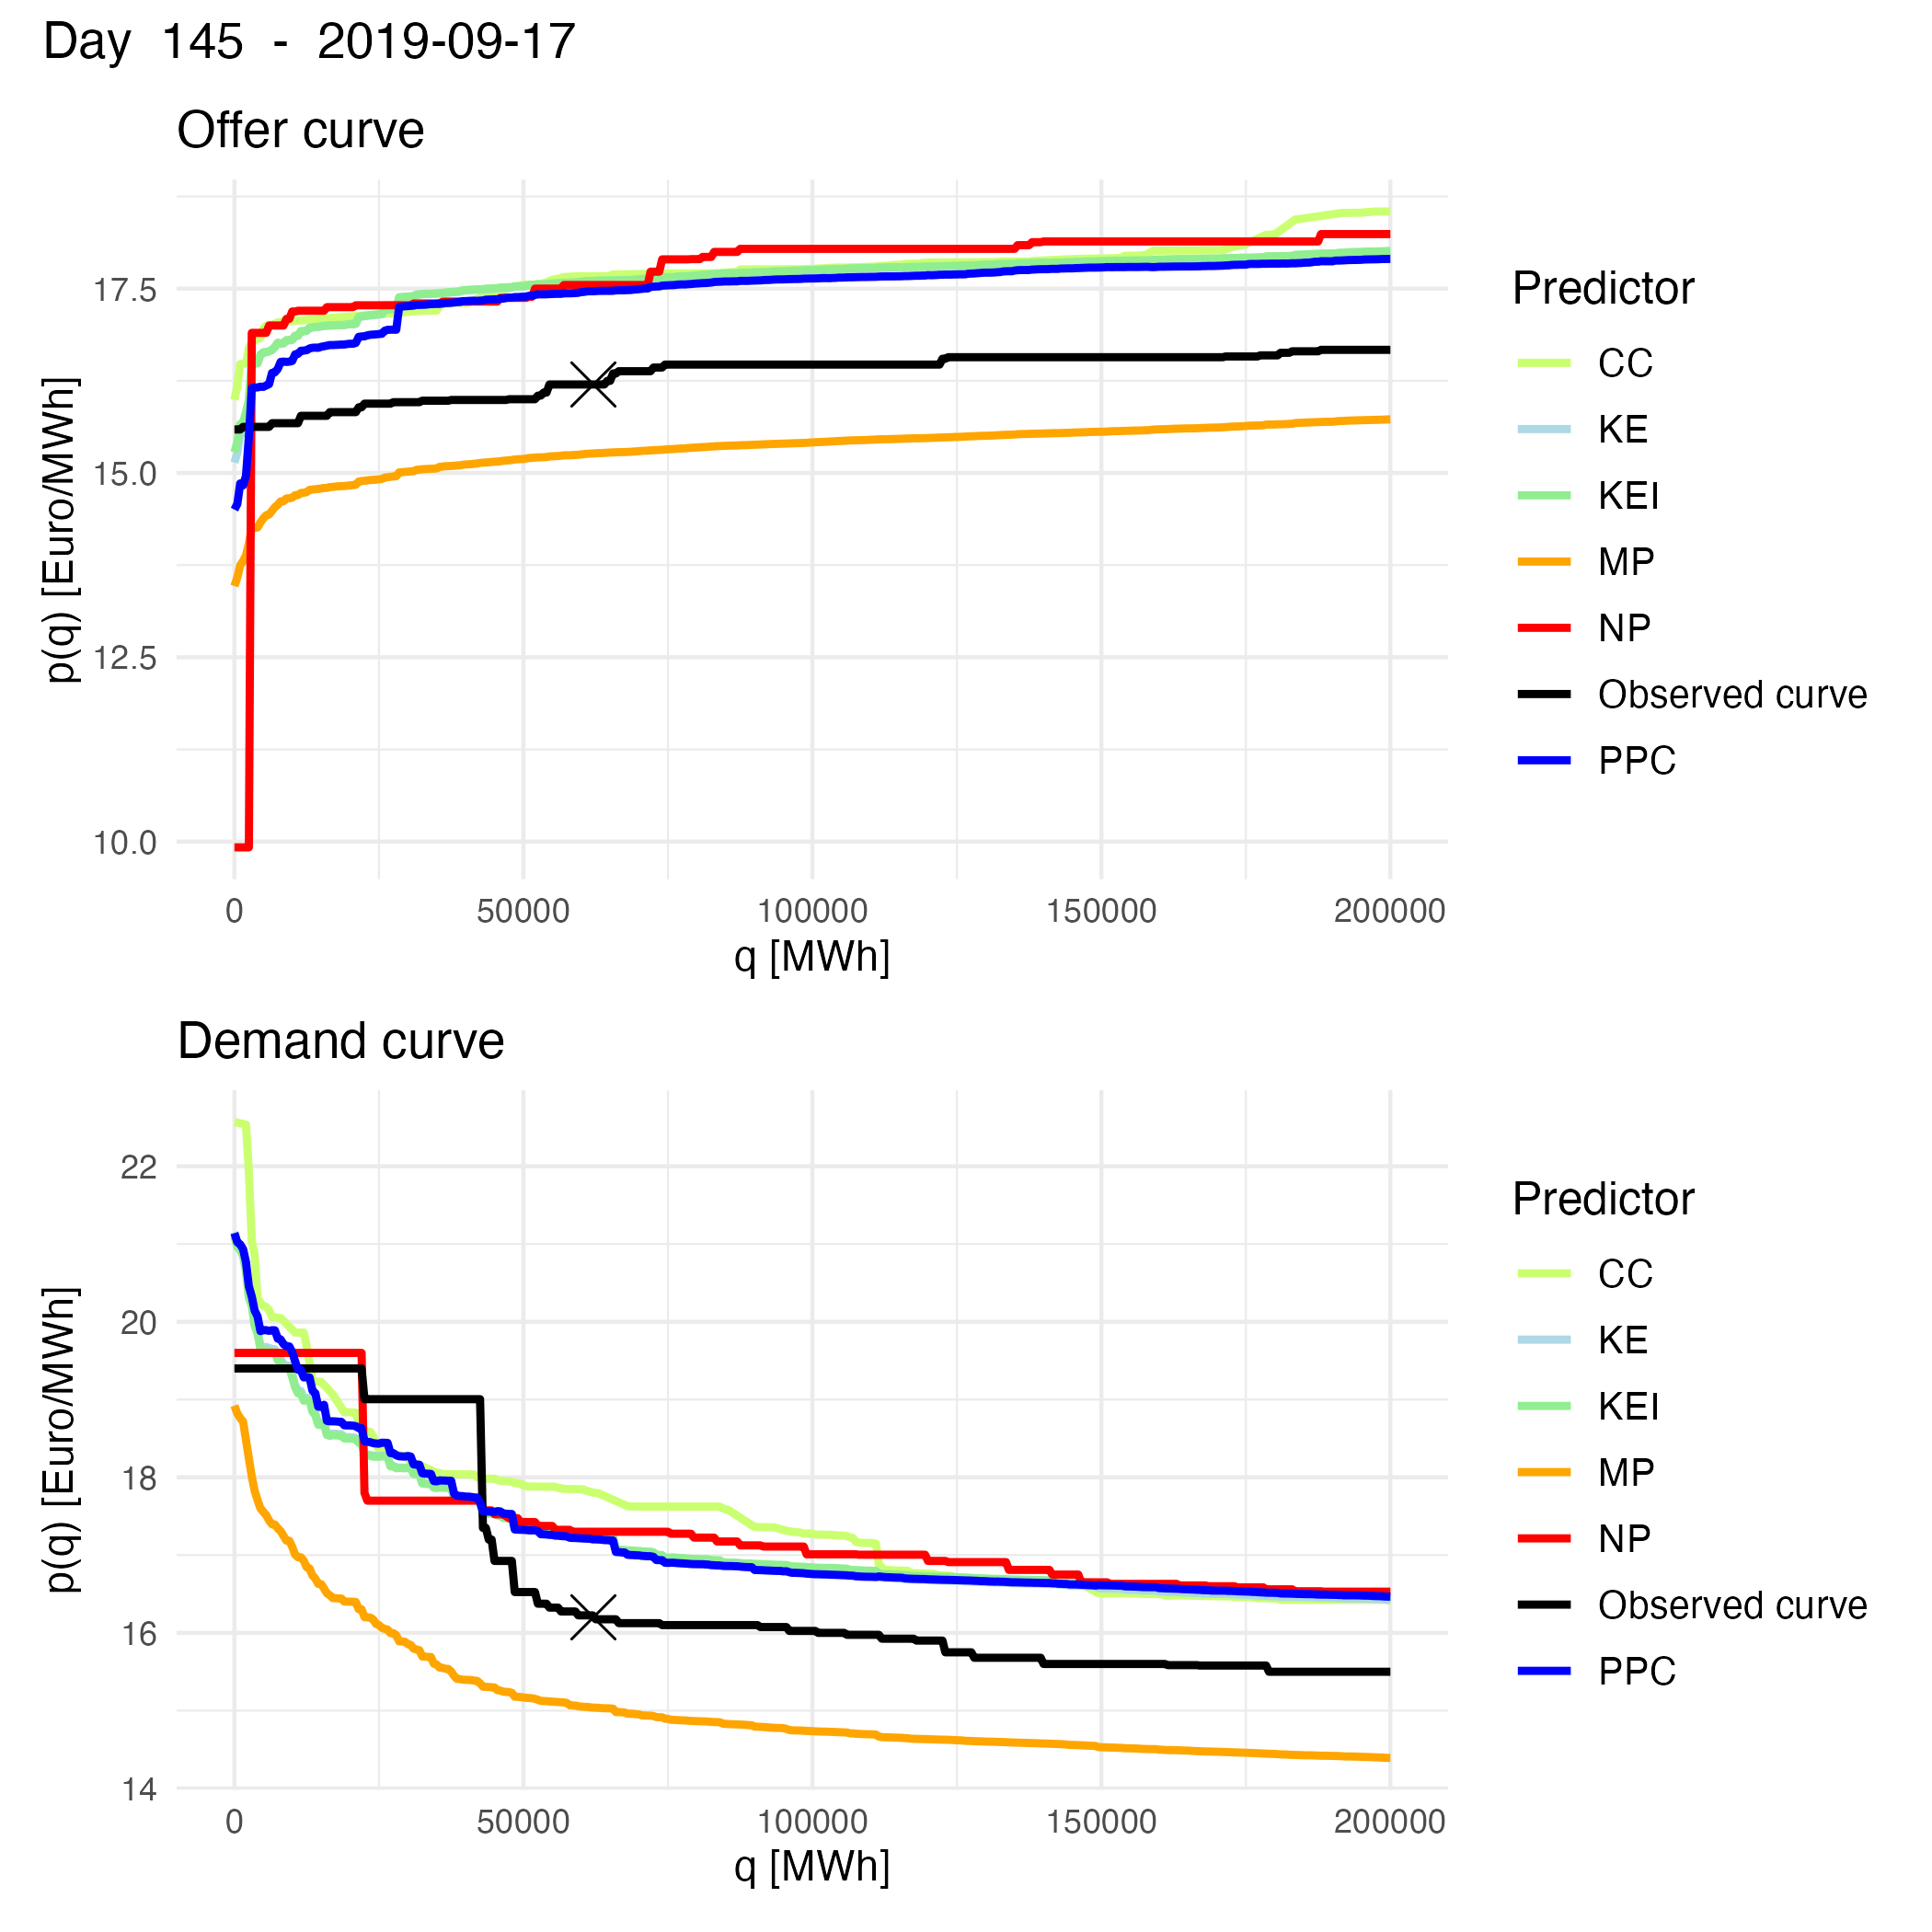 Day 145 - 2019-09-17
Offer curve
p(q) [Euro/MWh]
17.5
15.0
12.5
10.0
0 50000 100000 150000 200000
q [MWh]
Predictor
CC
KE
KEI
MP
NP
Observed curve
PPC
Demand curve
p(q) [Euro/MWh]
22
20
18
16
14
0 50000 100000 150000 200000
q [MWh]
Predictor
CC
KE
KEI
MP
NP
Observed curve
PPC